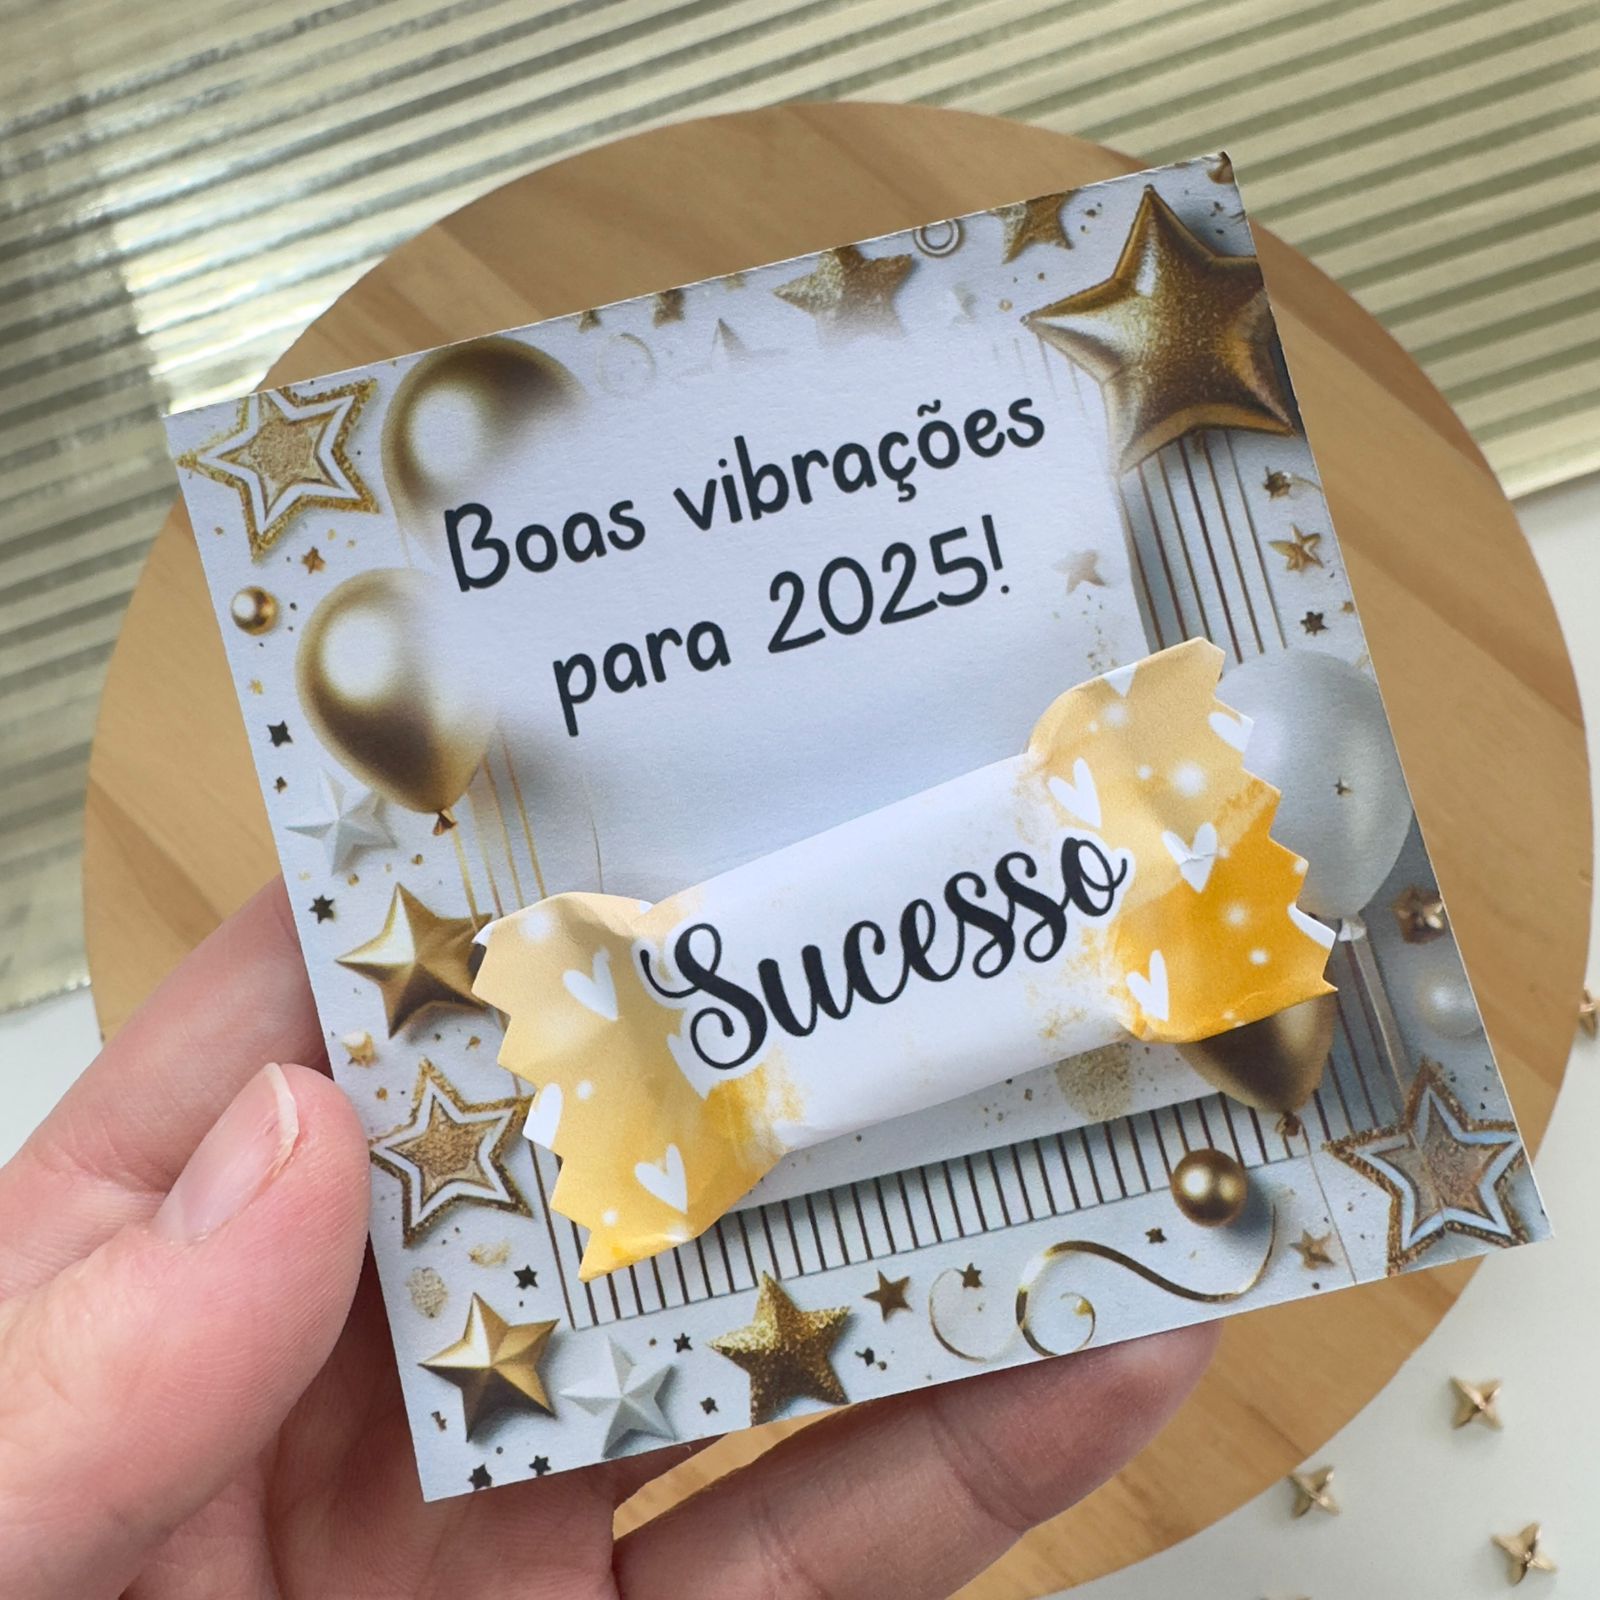 Boas vibrações
para 2025!
Sucesso